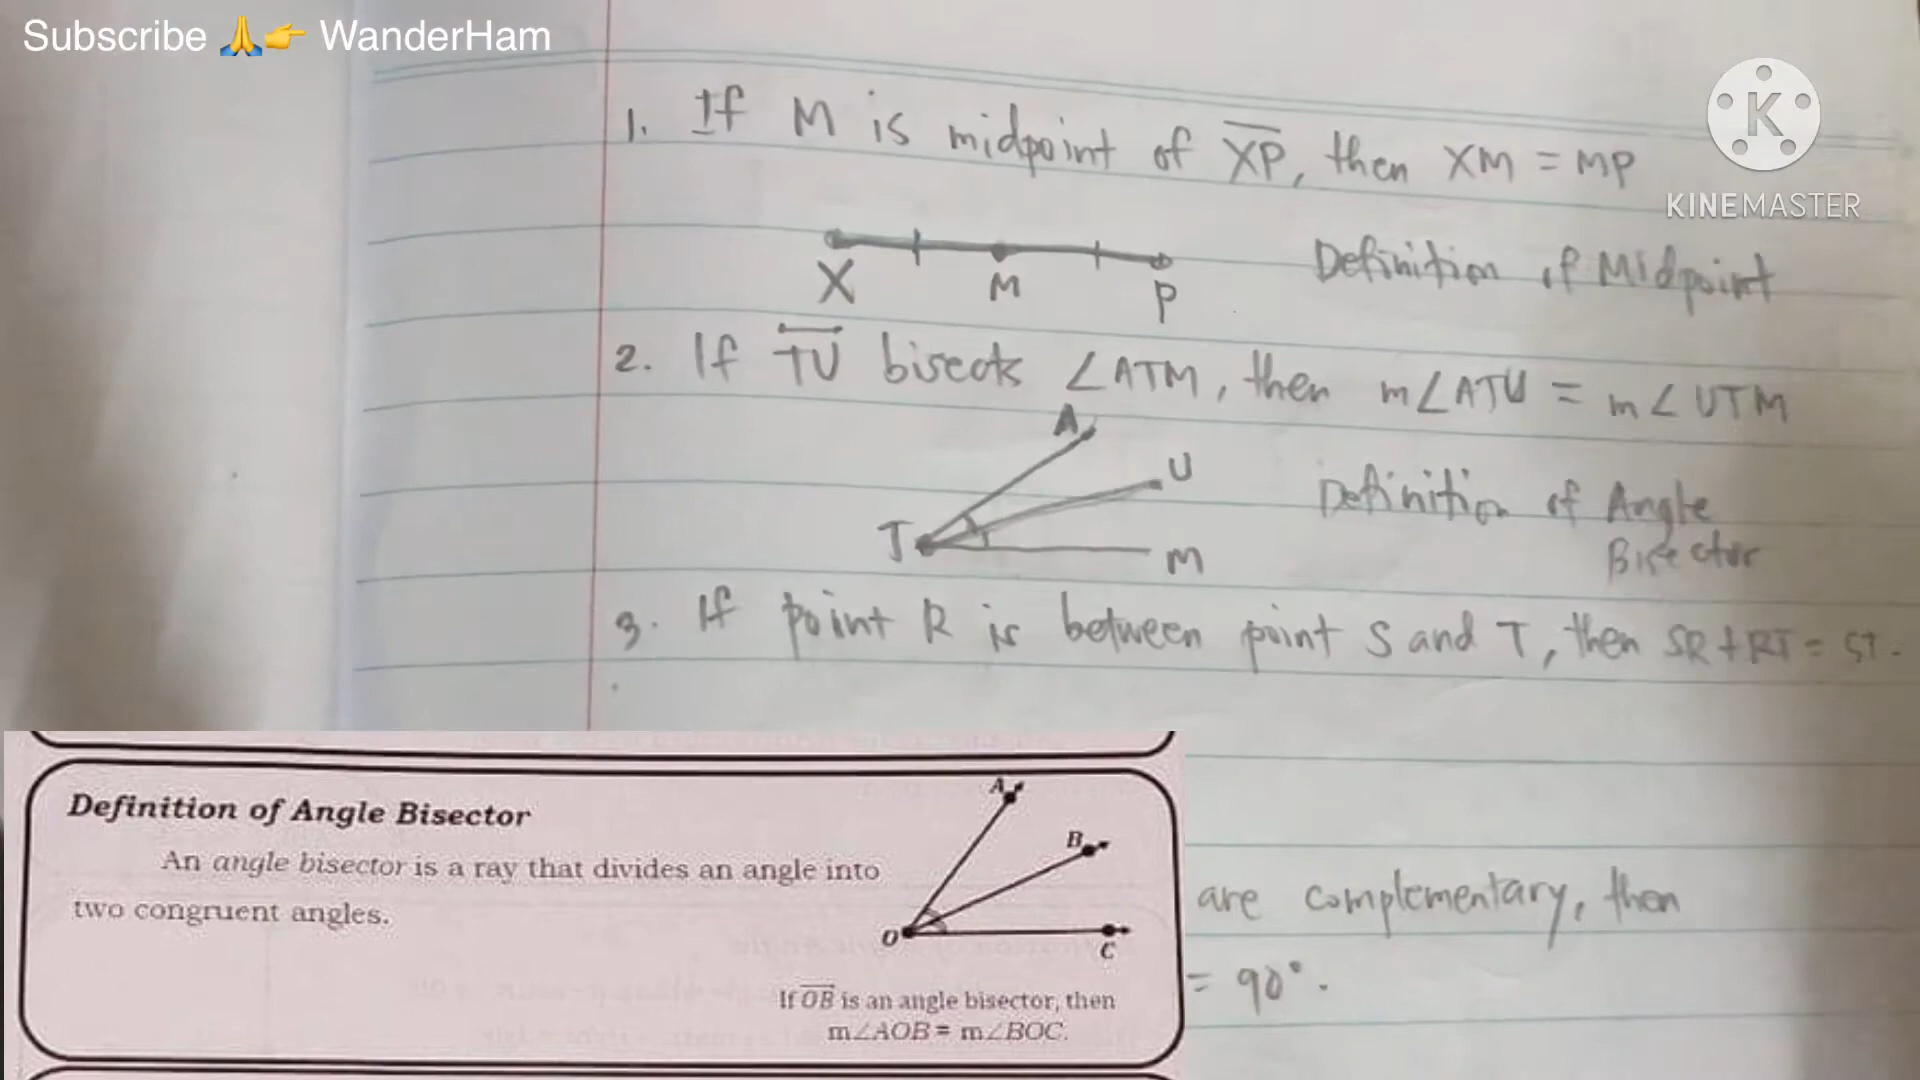 Subscribe 🙏👉 WanderHam
K
KINEMASTER
1. If M is midpoint of XP, then XM = MP
X M P
Definition of Midpoint
2. If TU bisects ∠ATM, then m∠ATU = m∠UTM
A
U
T
M
Definition of Angle
Bisector
3. If point R is between point S and T, then SR + RT = ST.
are complementary, then
= 90°.
Definition of Angle Bisector
An angle bisector is a ray that divides an angle into
two congruent angles.
A
B
O
C
If OB is an angle bisector, then
m∠AOB = m∠BOC.